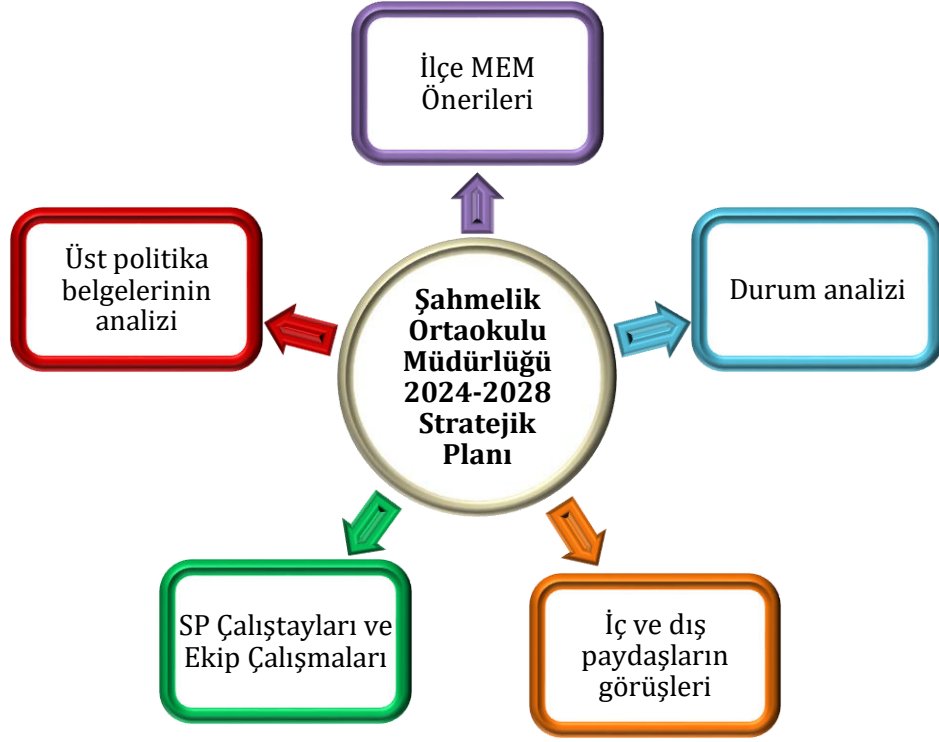 İlçe MEM
Önerileri
Üst politika
belgelerinin
analizi
Durum analizi
Şahmelik
Ortaokulu
Müdürlüğü
2024-2028
Stratejik
Planı
SP Çalıştayları ve
Ekip Çalışmaları
İç ve dış
paydaşların
görüşleri